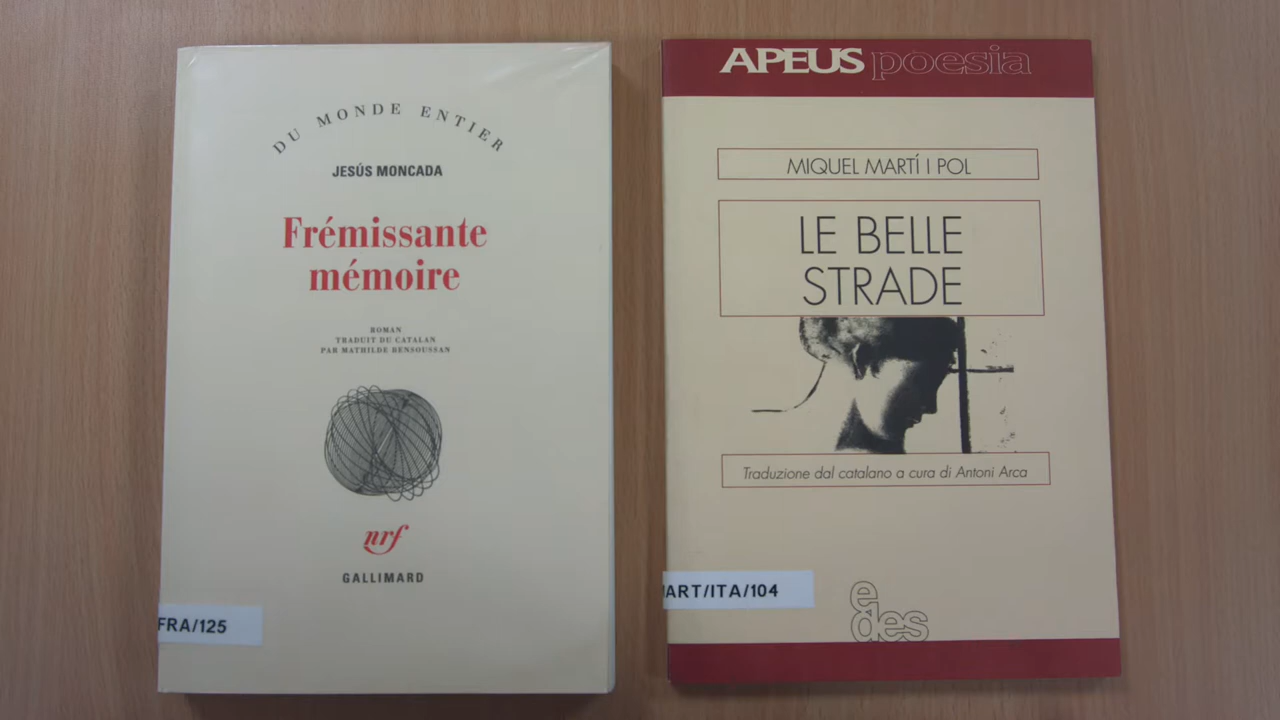 DU MONDE ENTIER
JESÚS MONCADA
Frémissante
mémoire
ROMAN
TRADUIT DU CATALAN
PAR MATHILDE BENSOUSSAN
nrf
GALLIMARD
FRA/125
APEUS poesia
MIQUEL MARTÍ I POL
LE BELLE
STRADE
Traduzione dal catalano a cura di Antoni Arca
ART/ITA/104
edes